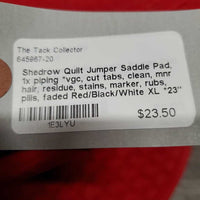 The Tack Collector
645967-20
Shedrow Quilt Jumper Saddle Pad,
1x piping *vgc, cut tabs, clean, mnr
hair, residue, stains, marker, rubs,
pills, faded Red/Black/White XL *23"
$23.50
1E3LYU